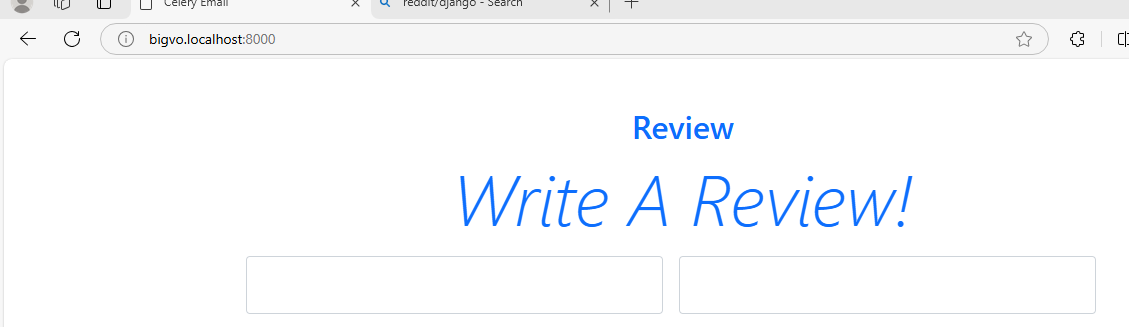 Celery Email
reddit/django - Search
bigvo.localhost:8000
Review
Write A Review!